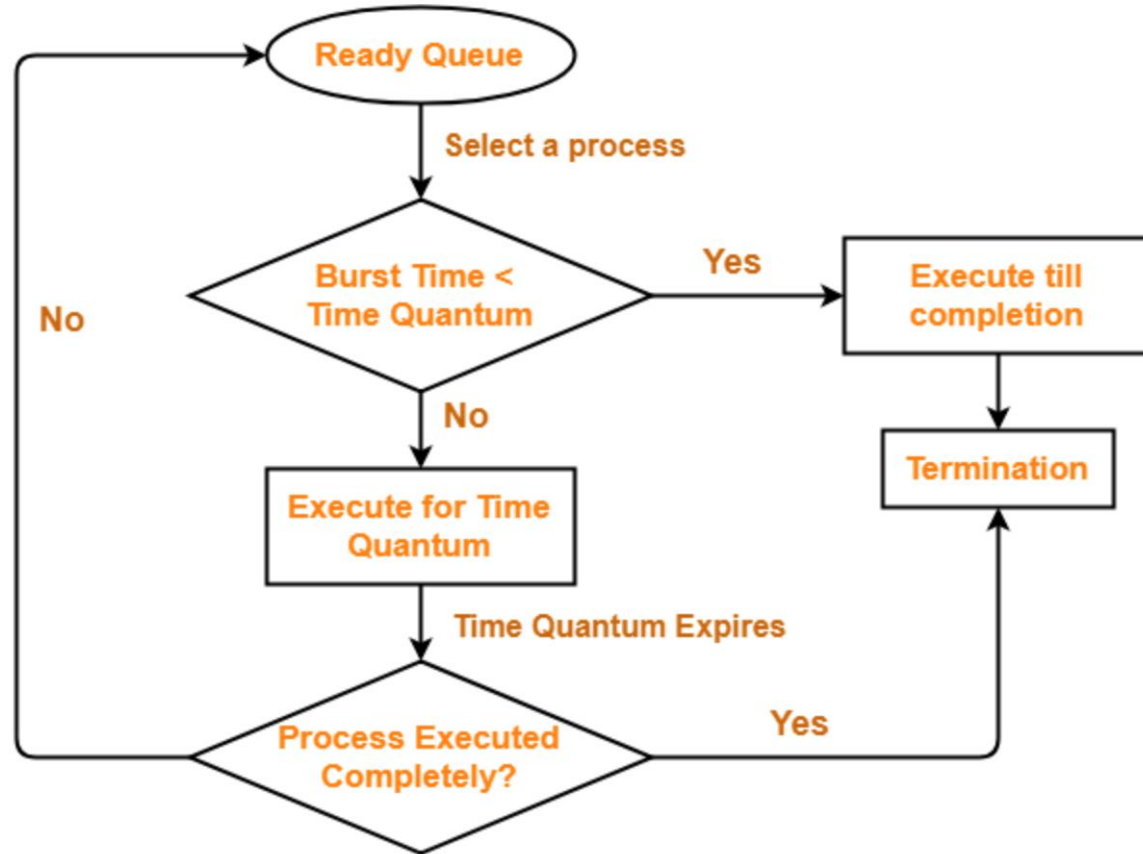 Ready Queue
Select a process
Burst Time <
Time Quantum
Yes
Execute till
completion
No
No
Termination
Execute for Time
Quantum
Time Quantum Expires
Process Executed
Completely?
Yes